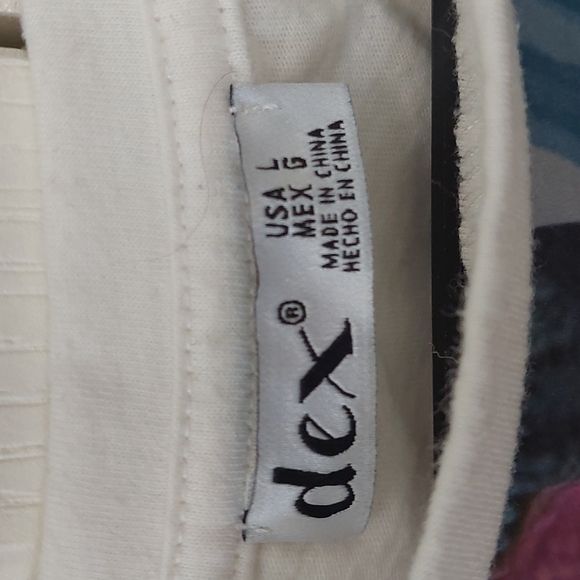 dex®
USA L
MEX G
MADE IN CHINA
HECHO EN CHINA